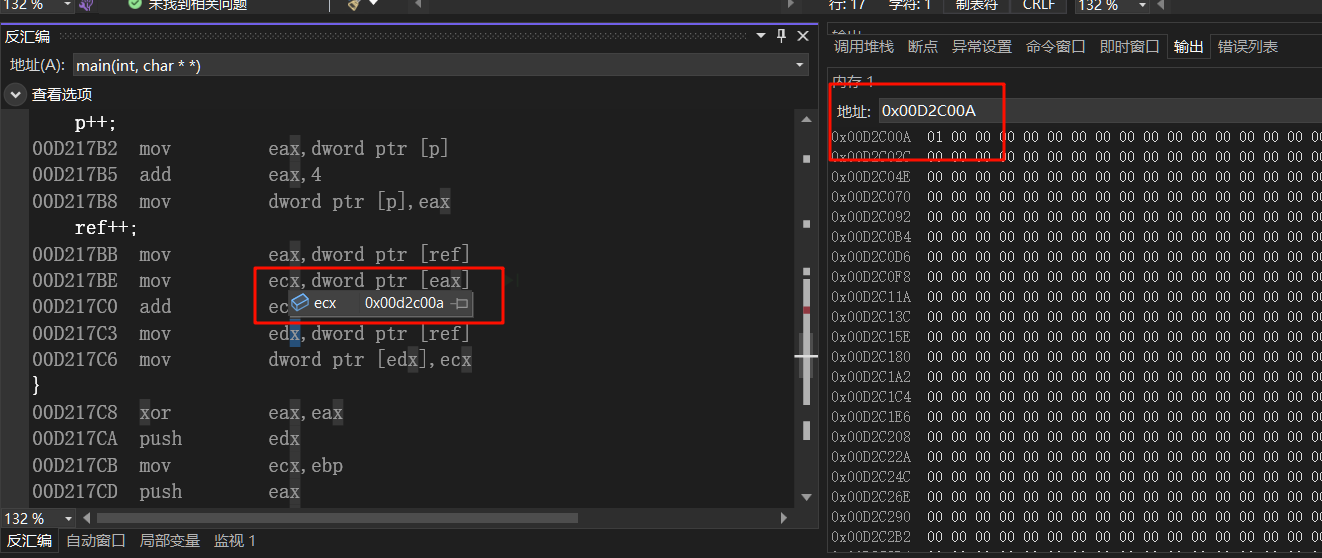 132 % 未找到相关问题
行: 17 字符: 1 制表符 CRLF 132 %
反汇编
地址(A): main(int, char * *)
查看选项
p++;
00D217B2 mov eax,dword ptr [p]
00D217B5 add eax,4
00D217B8 mov dword ptr [p],eax
ref++;
00D217BB mov eax,dword ptr [ref]
00D217BE mov ecx,dword ptr [eax]
ecx 0x00d2c00a
00D217C0 add ec
00D217C3 mov edx,dword ptr [ref]
00D217C6 mov dword ptr [edx],ecx
}
00D217C8 xor eax,eax
00D217CA push edx
00D217CB mov ecx,ebp
00D217CD push eax
132 %
反汇编 自动窗口 局部变量 监视 1
调用堆栈 断点 异常设置 命令窗口 即时窗口 输出 错误列表
内存 1
地址: 0x00D2C00A
0x00D2C00A 01 00 00 00 00 00 00 00 00 00 00 00 00 00 00 00 00
0x00D2C02C 00 00 00 00 00 00 00 00 00 00 00 00 00 00 00 00 00
0x00D2C04E 00 00 00 00 00 00 00 00 00 00 00 00 00 00 00 00 00
0x00D2C070 00 00 00 00 00 00 00 00 00 00 00 00 00 00 00 00 00
0x00D2C092 00 00 00 00 00 00 00 00 00 00 00 00 00 00 00 00 00
0x00D2C0B4 00 00 00 00 00 00 00 00 00 00 00 00 00 00 00 00 00
0x00D2C0D6 00 00 00 00 00 00 00 00 00 00 00 00 00 00 00 00 00
0x00D2C0F8 00 00 00 00 00 00 00 00 00 00 00 00 00 00 00 00 00
0x00D2C11A 00 00 00 00 00 00 00 00 00 00 00 00 00 00 00 00 00
0x00D2C13C 00 00 00 00 00 00 00 00 00 00 00 00 00 00 00 00 00
0x00D2C15E 00 00 00 00 00 00 00 00 00 00 00 00 00 00 00 00 00
0x00D2C180 00 00 00 00 00 00 00 00 00 00 00 00 00 00 00 00 00
0x00D2C1A2 00 00 00 00 00 00 00 00 00 00 00 00 00 00 00 00 00
0x00D2C1C4 00 00 00 00 00 00 00 00 00 00 00 00 00 00 00 00 00
0x00D2C1E6 00 00 00 00 00 00 00 00 00 00 00 00 00 00 00 00 00
0x00D2C208 00 00 00 00 00 00 00 00 00 00 00 00 00 00 00 00 00
0x00D2C22A 00 00 00 00 00 00 00 00 00 00 00 00 00 00 00 00 00
0x00D2C24C 00 00 00 00 00 00 00 00 00 00 00 00 00 00 00 00 00
0x00D2C26E 00 00 00 00 00 00 00 00 00 00 00 00 00 00 00 00 00
0x00D2C290 00 00 00 00 00 00 00 00 00 00 00 00 00 00 00 00 00
0x00D2C2B2 00 00 00 00 00 00 00 00 00 00 00 00 00 00 00 00 00